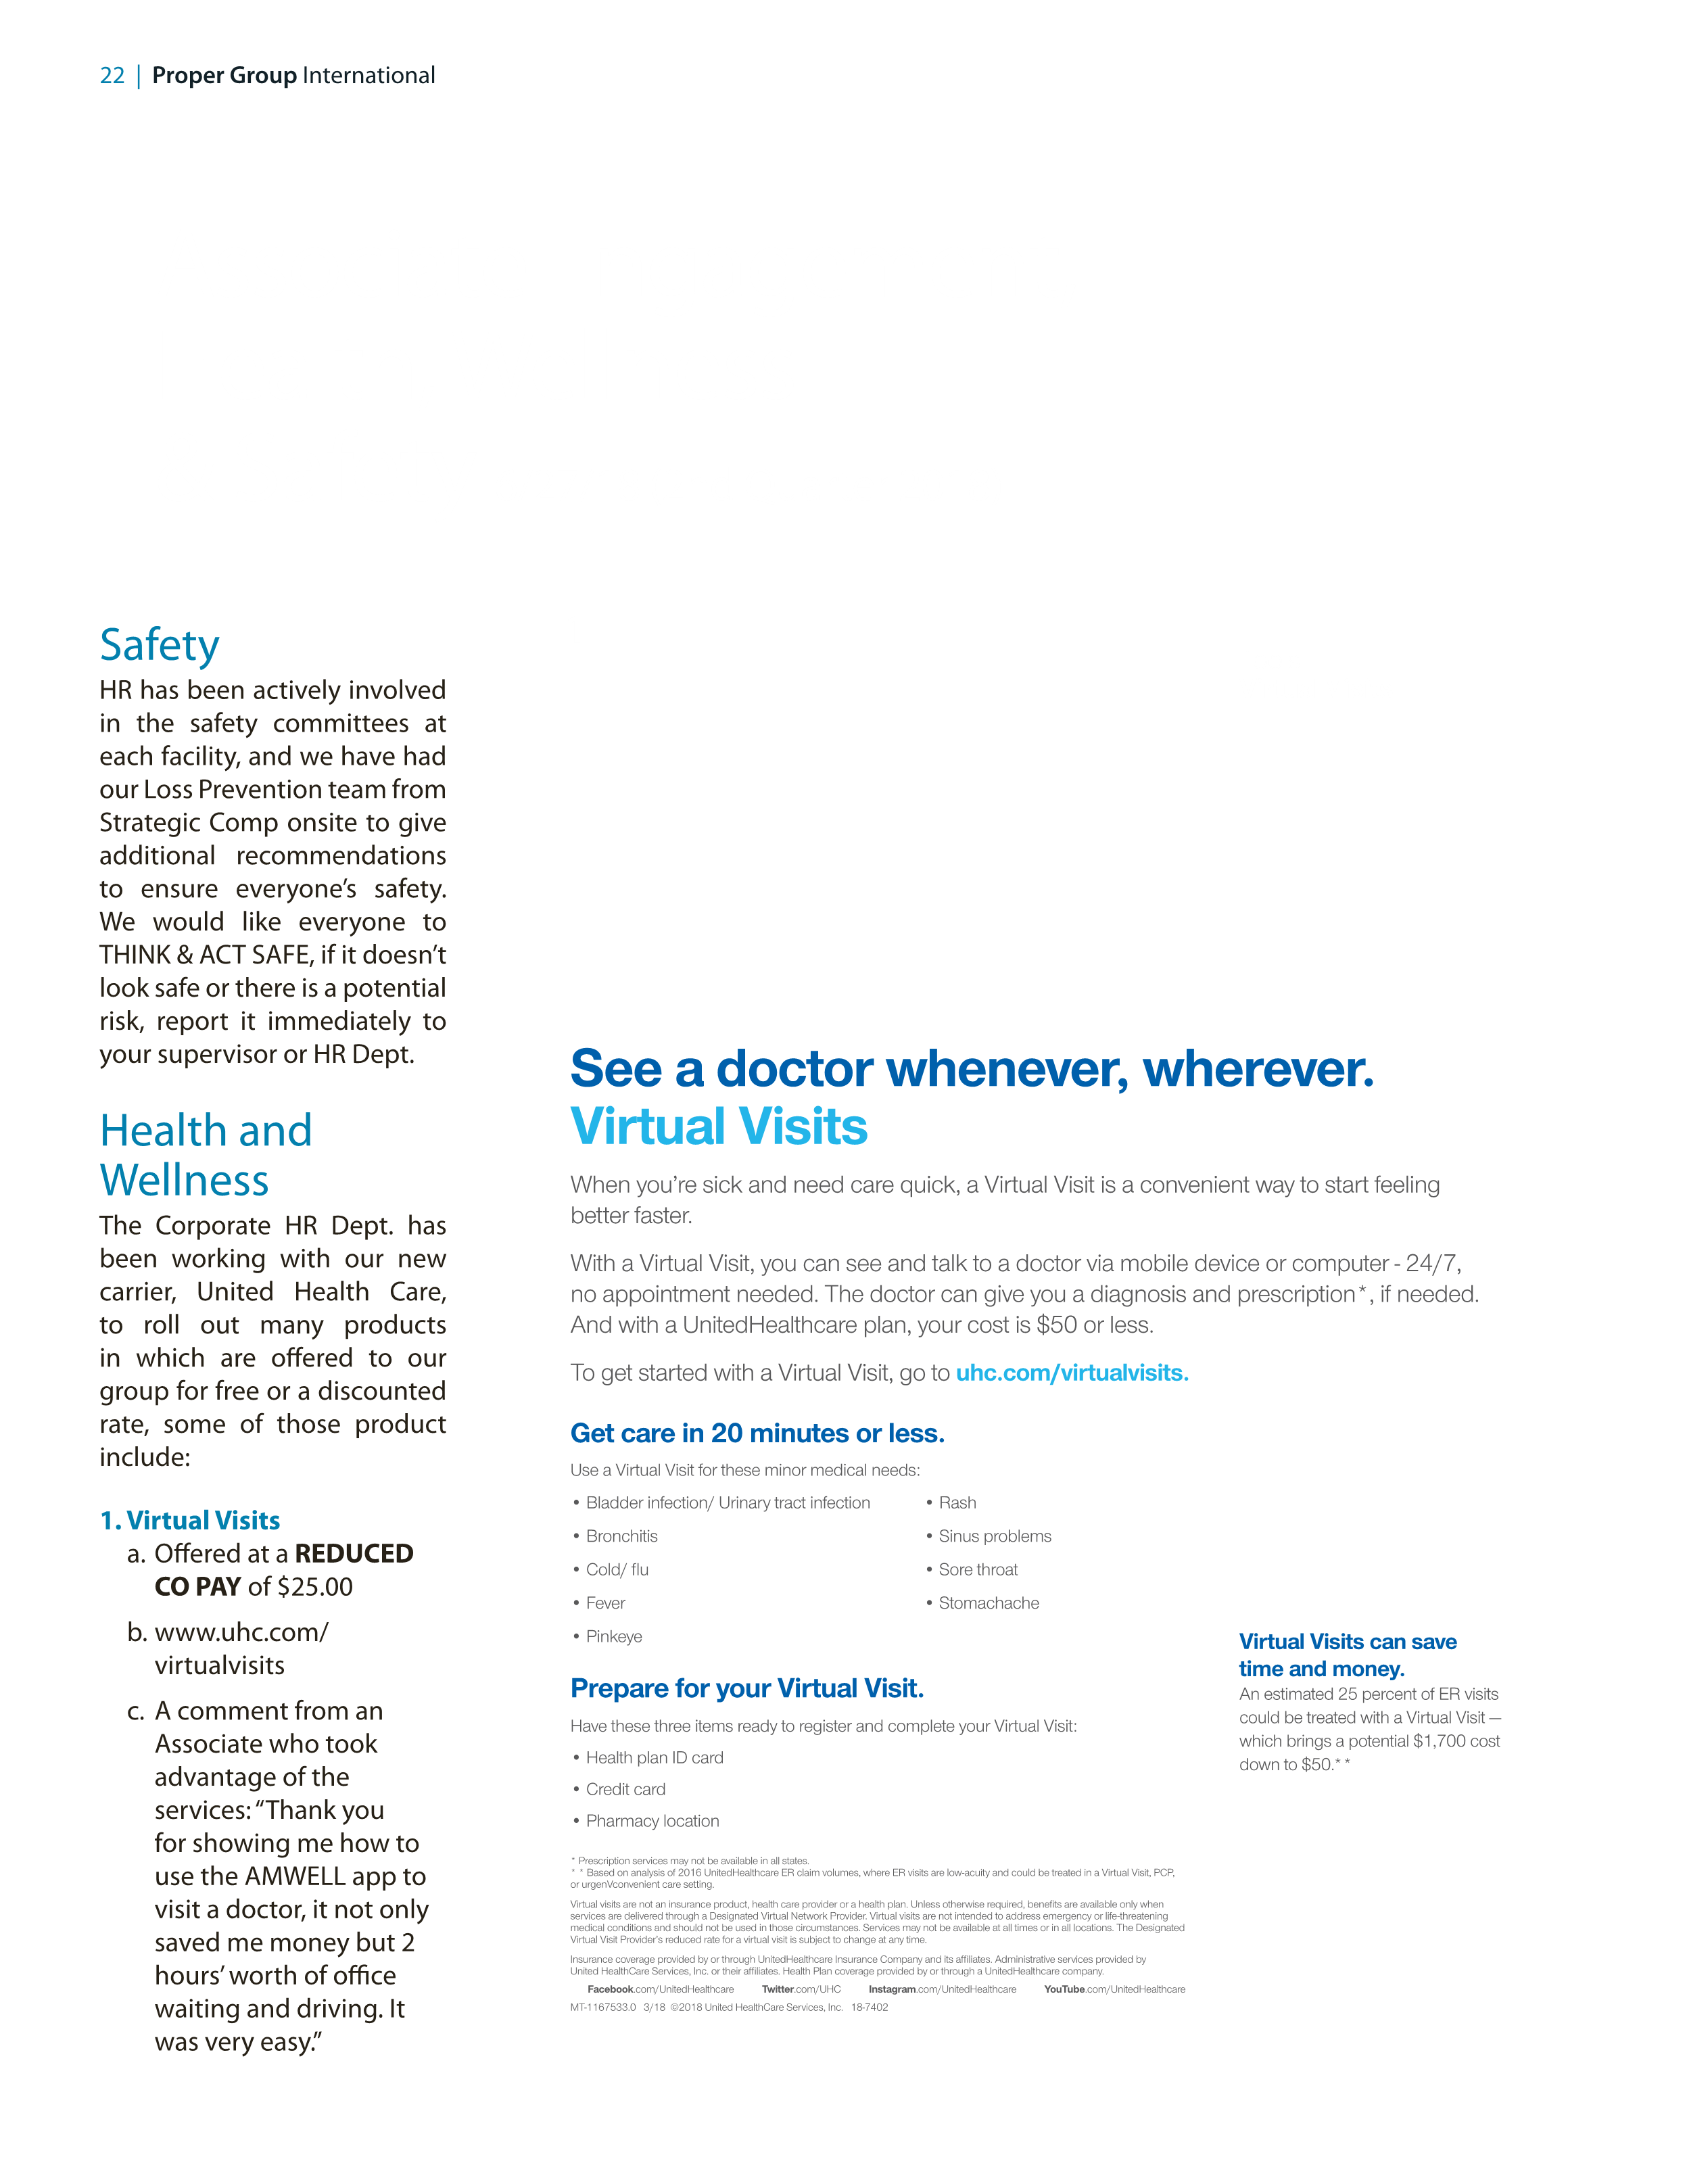 22 | Proper Group International
Safety
HR has been actively involved
in the safety committees at
each facility, and we have had
our Loss Prevention team from
Strategic Comp onsite to give
additional recommendations
to ensure everyone’s safety.
We would like everyone to
THINK & ACT SAFE, if it doesn’t
look safe or there is a potential
risk, report it immediately to
your supervisor or HR Dept.
Health and
Wellness
The Corporate HR Dept. has
been working with our new
carrier, United Health Care,
to roll out many products
in which are offered to our
group for free or a discounted
rate, some of those product
include:
1. Virtual Visits
a. Offered at a REDUCED
CO PAY of $25.00
b. www.uhc.com/
virtualvisits
c. A comment from an
Associate who took
advantage of the
services: “Thank you
for showing me how to
use the AMWELL app to
visit a doctor, it not only
saved me money but 2
hours’ worth of office
waiting and driving. It
was very easy.”
See a doctor whenever, wherever.
Virtual Visits
When you’re sick and need care quick, a Virtual Visit is a convenient way to start feeling
better faster.
With a Virtual Visit, you can see and talk to a doctor via mobile device or computer - 24/7,
no appointment needed. The doctor can give you a diagnosis and prescription*, if needed.
And with a UnitedHealthcare plan, your cost is $50 or less.
To get started with a Virtual Visit, go to uhc.com/virtualvisits.
Get care in 20 minutes or less.
Use a Virtual Visit for these minor medical needs:
• Bladder infection/ Urinary tract infection
• Bronchitis
• Cold/ flu
• Fever
• Pinkeye
• Rash
• Sinus problems
• Sore throat
• Stomachache
Prepare for your Virtual Visit.
Have these three items ready to register and complete your Virtual Visit:
• Health plan ID card
• Credit card
• Pharmacy location
Virtual Visits can save
time and money.
An estimated 25 percent of ER visits
could be treated with a Virtual Visit —
which brings a potential $1,700 cost
down to $50.* *
* Prescription services may not be available in all states.
* * Based on analysis of 2016 UnitedHealthcare ER claim volumes, where ER visits are low-acuity and could be treated in a Virtual Visit, PCP,
or urgenVconvenient care setting.
Virtual visits are not an insurance product, health care provider or a health plan. Unless otherwise required, benefits are available only when
services are delivered through a Designated Virtual Network Provider. Virtual visits are not intended to address emergency or life-threatening
medical conditions and should not be used in those circumstances. Services may not be available at all times or in all locations. The Designated
Virtual Visit Provider’s reduced rate for a virtual visit is subject to change at any time.
Insurance coverage provided by or through UnitedHealthcare Insurance Company and its affiliates. Administrative services provided by
United HealthCare Services, Inc. or their affiliates. Health Plan coverage provided by or through a UnitedHealthcare company.
Facebook.com/UnitedHealthcare Twitter.com/UHC Instagram.com/UnitedHealthcare YouTube.com/UnitedHealthcare
MT-1167533.0 3/18 ©2018 United HealthCare Services, Inc. 18-7402